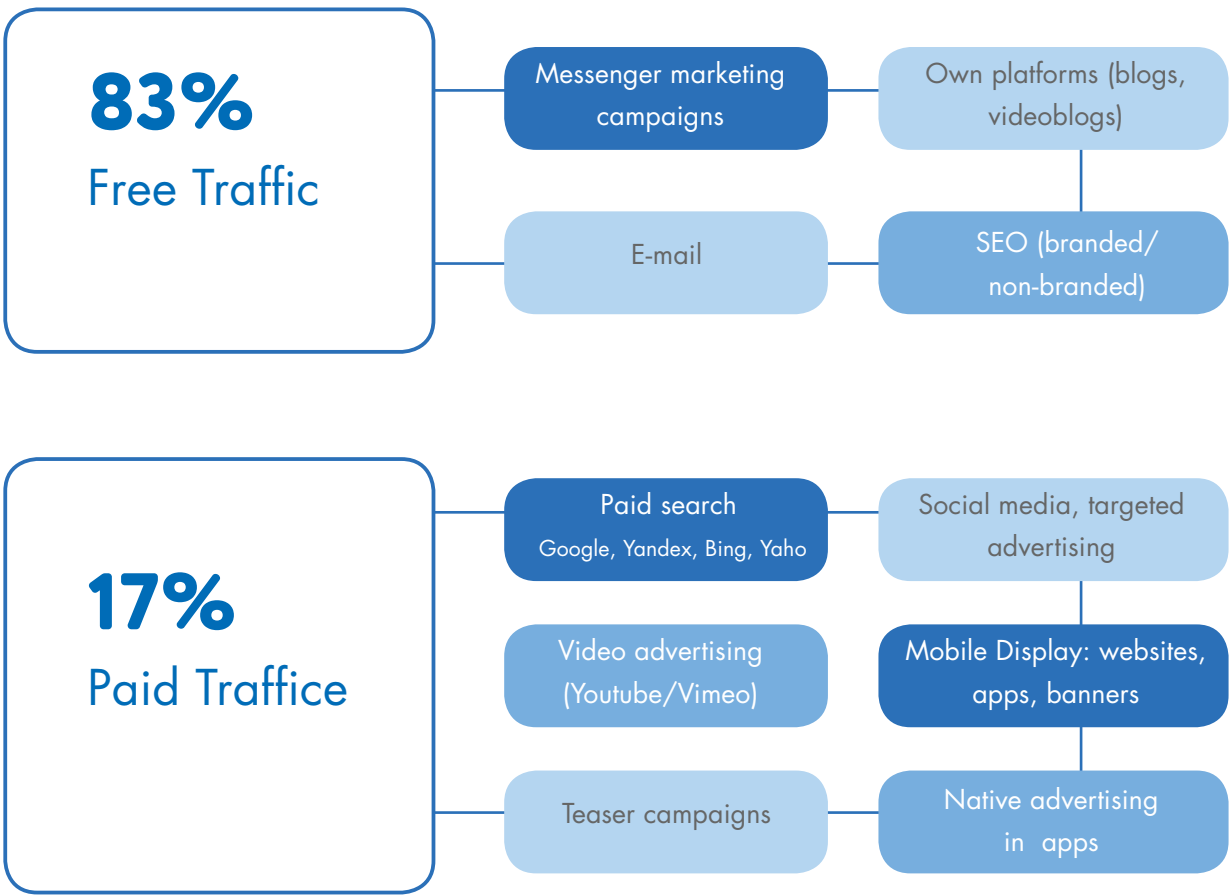 83%
Free Traffic
Messenger marketing
campaigns
Own platforms (blogs,
videoblogs)
E-mail
SEO (branded/
non-branded)
17%
Paid Traffice
Paid search
Google, Yandex, Bing, Yaho
Social media, targeted
advertising
Video advertising
(Youtube/Vimeo)
Mobile Display: websites,
apps, banners
Teaser campaigns
Native advertising
in apps